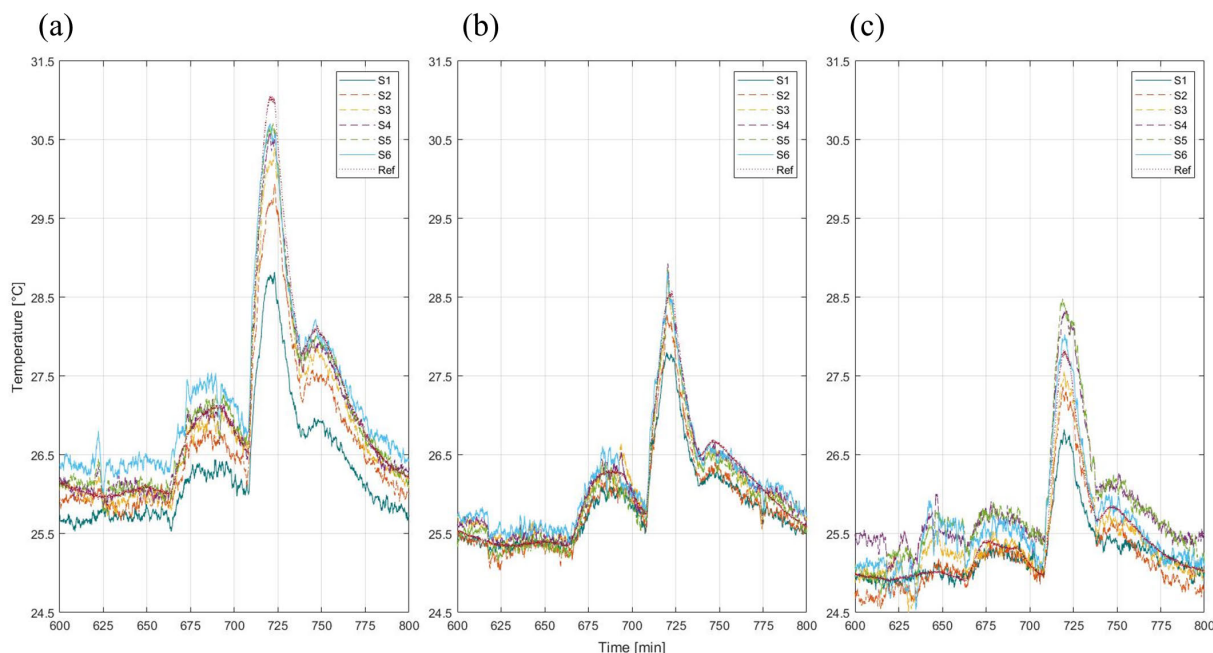 (a)
(b)
(c)
31.5
30.5
29.5
28.5
27.5
26.5
25.5
24.5
Temperature [°C]
600
625
650
675
700
725
750
775
800
S1
S2
S3
S4
S5
S6
Ref
31.5
30.5
29.5
28.5
27.5
26.5
25.5
24.5
600
625
650
675
700
725
750
775
800
Time [min]
S1
S2
S3
S4
S5
S6
Ref
31.5
30.5
29.5
28.5
27.5
26.5
25.5
24.5
600
625
650
675
700
725
750
775
800
S1
S2
S3
S4
S5
S6
Ref